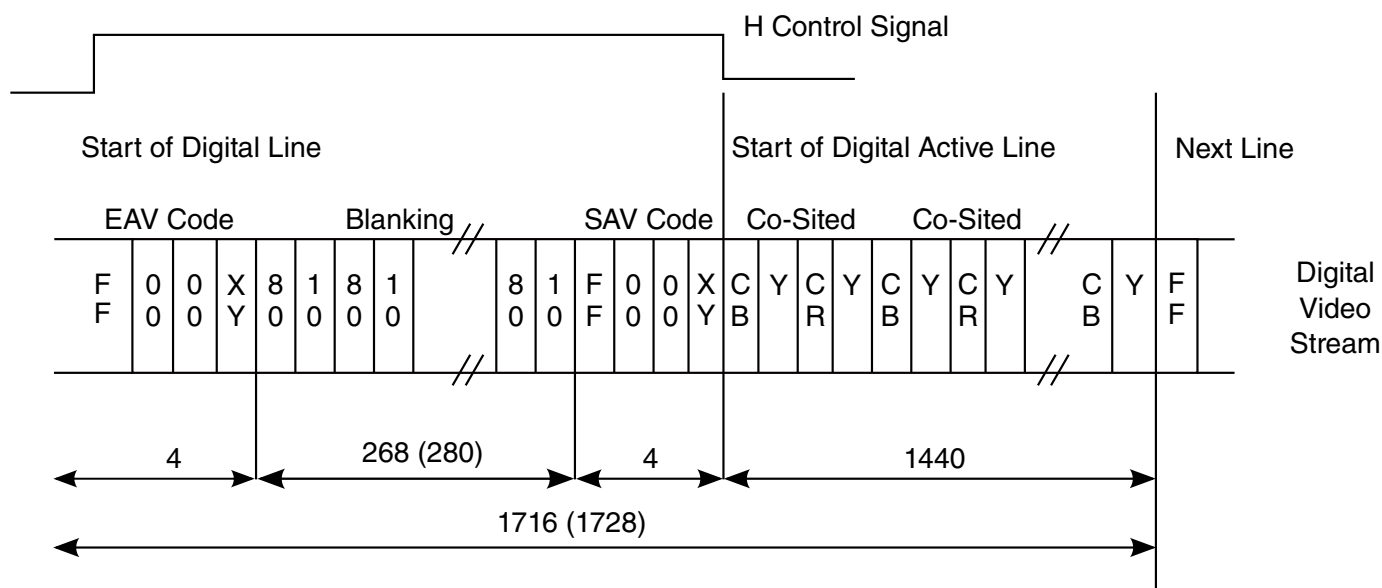 H Control Signal
Start of Digital Line
Start of Digital Active Line
Next Line
EAV Code
Blanking
SAV Code
Co-Sited
Co-Sited
F 0 0 X 8 1 8 1 8 1 F 0 0 X C Y C Y C Y C Y C Y F
F 0 0 Y 0 0 0 0 0 0 F 0 0 Y B R B R B F
Digital
Video
Stream
4
268 (280)
4
1440
1716 (1728)